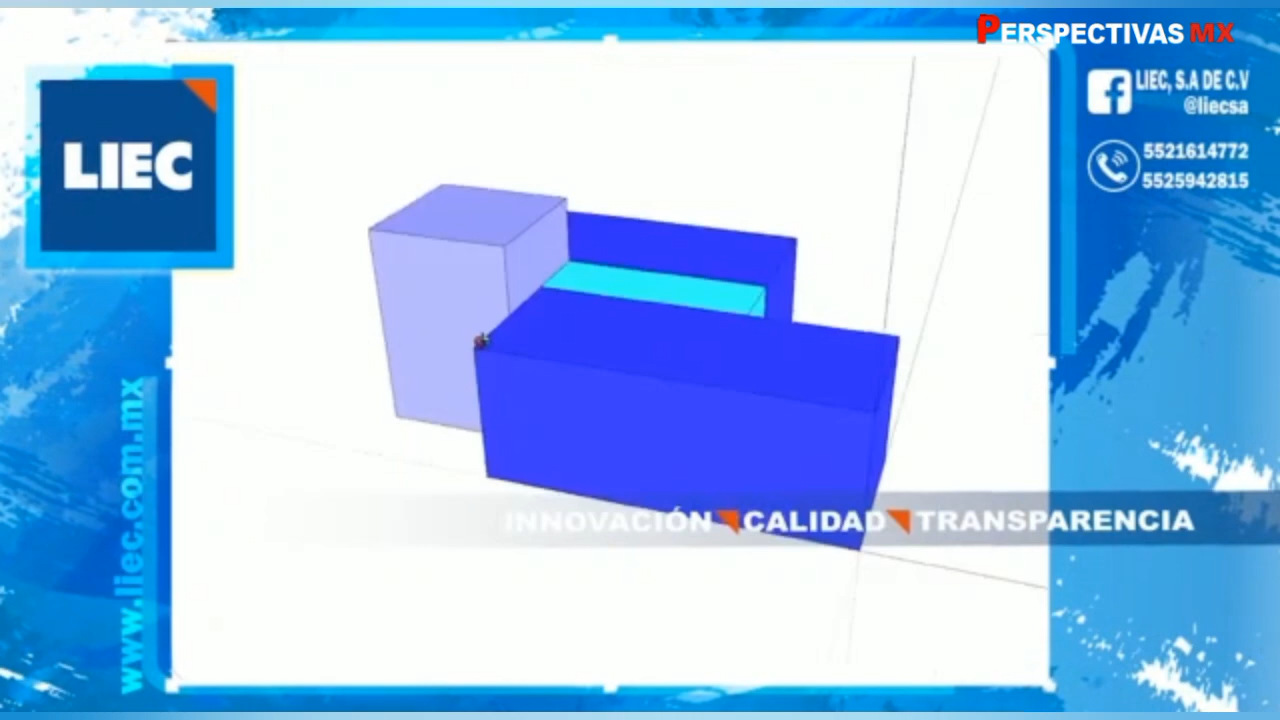 PERSPECTIVAS MX
LIEC
LIEC, S.A DE C.V
@liecsa
5521614772
5525942815
www.liec.com.mx
INNOVACIÓN CALIDAD TRANSPARENCIA